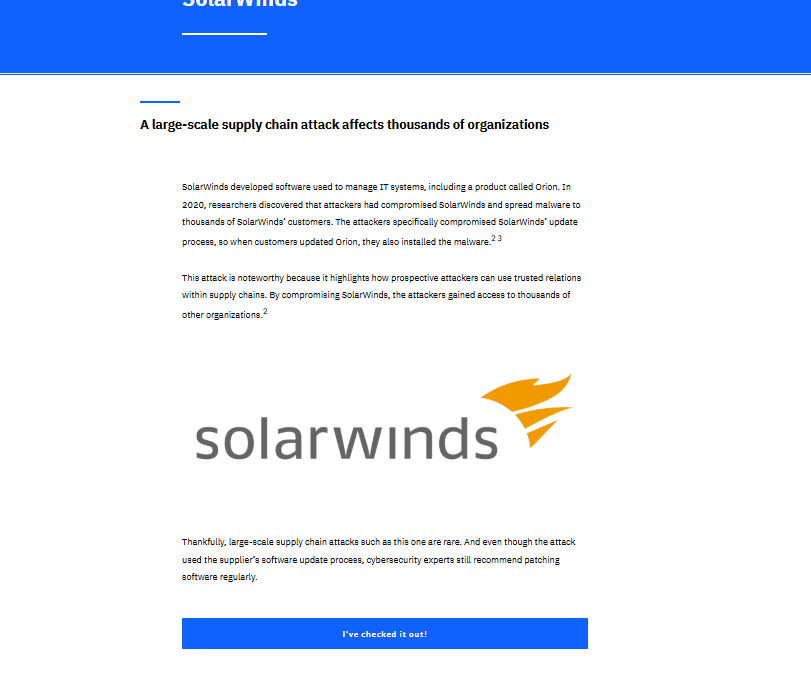 SolarWinds
A large-scale supply chain attack affects thousands of organizations
SolarWinds developed software used to manage IT systems, including a product called Orion. In
2020, researchers discovered that attackers had compromised SolarWinds and spread malware to
thousands of SolarWinds’ customers. The attackers specifically compromised SolarWinds’ update
process, so when customers updated Orion, they also installed the malware.2 3
This attack is noteworthy because it highlights how prospective attackers can use trusted relations
within supply chains. By compromising SolarWinds, the attackers gained access to thousands of
other organizations.2
solarwinds
Thankfully, large-scale supply chain attacks such as this one are rare. And even though the attack
used the supplier’s software update process, cybersecurity experts still recommend patching
software regularly.
I’ve checked it out!